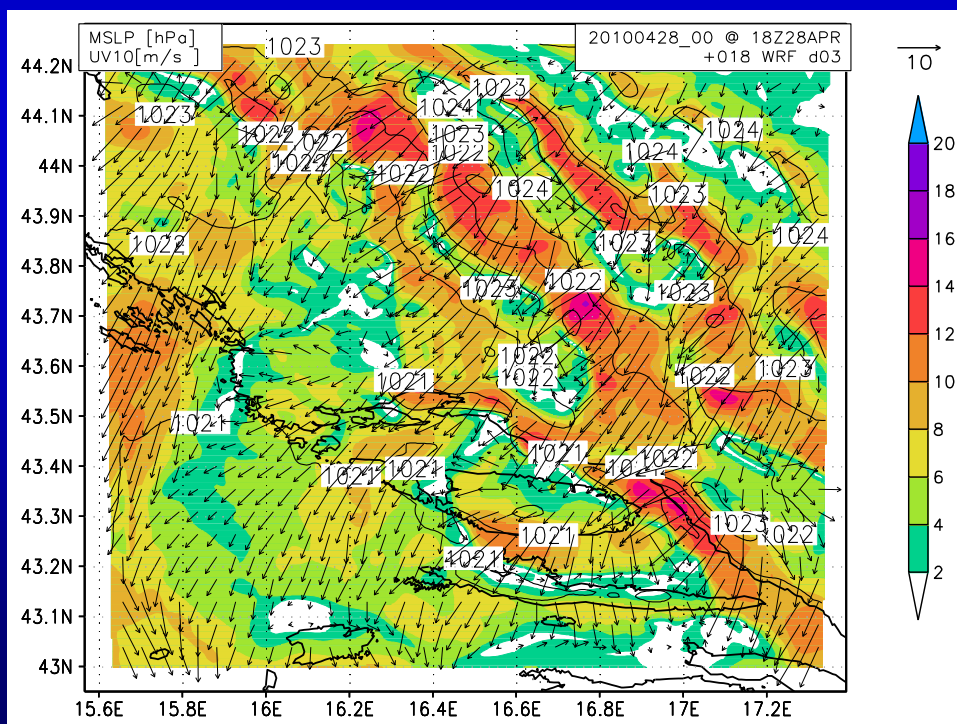 MSLP [hPa]
UV10[m/s ]
20100428_00 @ 18Z28APR
+018 WRF d03
10
1023
1023
1024
1023
1022
1022
1022
1023
1022
1022
1024
1024
1024
1023
1024
1022
1023
1022
1023
1023
1022
1022
1021
1022
1023
1021
1021
1022
1021
1021
1023
1022
1021
1021
44.2N
44.1N
44N
43.9N
43.8N
43.7N
43.6N
43.5N
43.4N
43.3N
43.2N
43.1N
43N
15.6E
15.8E
16E
16.2E
16.4E
16.6E
16.8E
17E
17.2E
20
18
16
14
12
10
8
6
4
2